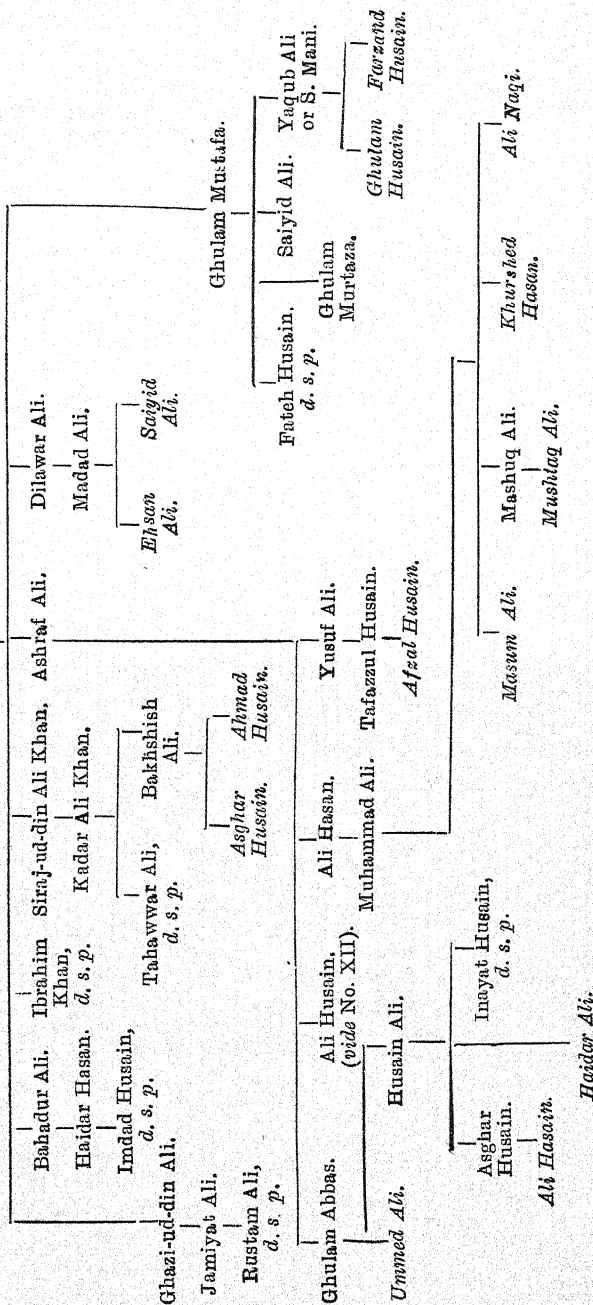 Bahadur Ali.
Haidar Hasan.
Imdad Husain,
d. s. p.
Ibrahim
Khan,
d. s. p.
Siraj-ud-din Ali Khan,
Kadar Ali Khan,
Tahawwar Ali,
d. s. p.
Bakhshish
Ali.
Asghar
Husain.
Ahmad
Husain.
Ashraf Ali.
Dilawar Ali.
Madad Ali.
Ehsan
Ali.
Saiyid
Ali.
Ghulam Mustafa.
Fateh Husain.
d. s. p.
Ghulam
Murtaza.
Saiyid Ali.
Yaqub Ali
or S. Mani.
Ghulam
Husain.
Farzand
Husain.
Ghazi-ud-din Ali.
Jamiyat Ali.
Rustam Ali,
d. s. p.
Ghulam Abbas.
Ummed Ali.
Ali Husain.
(vide No. XII).
Husain Ali.
Asghar
Husain.
Ali Hasain.
Inayat Husain,
d. s. p.
Haidar Ali.
Ali Hasan.
Muhammad Ali.
Yusuf Ali.
Tafazzul Husain.
Afzal Husain.
Masum Ali.
Mashuq Ali.
Mushtaq Ali.
Khurshed
Hasan.
Ali Naqi.